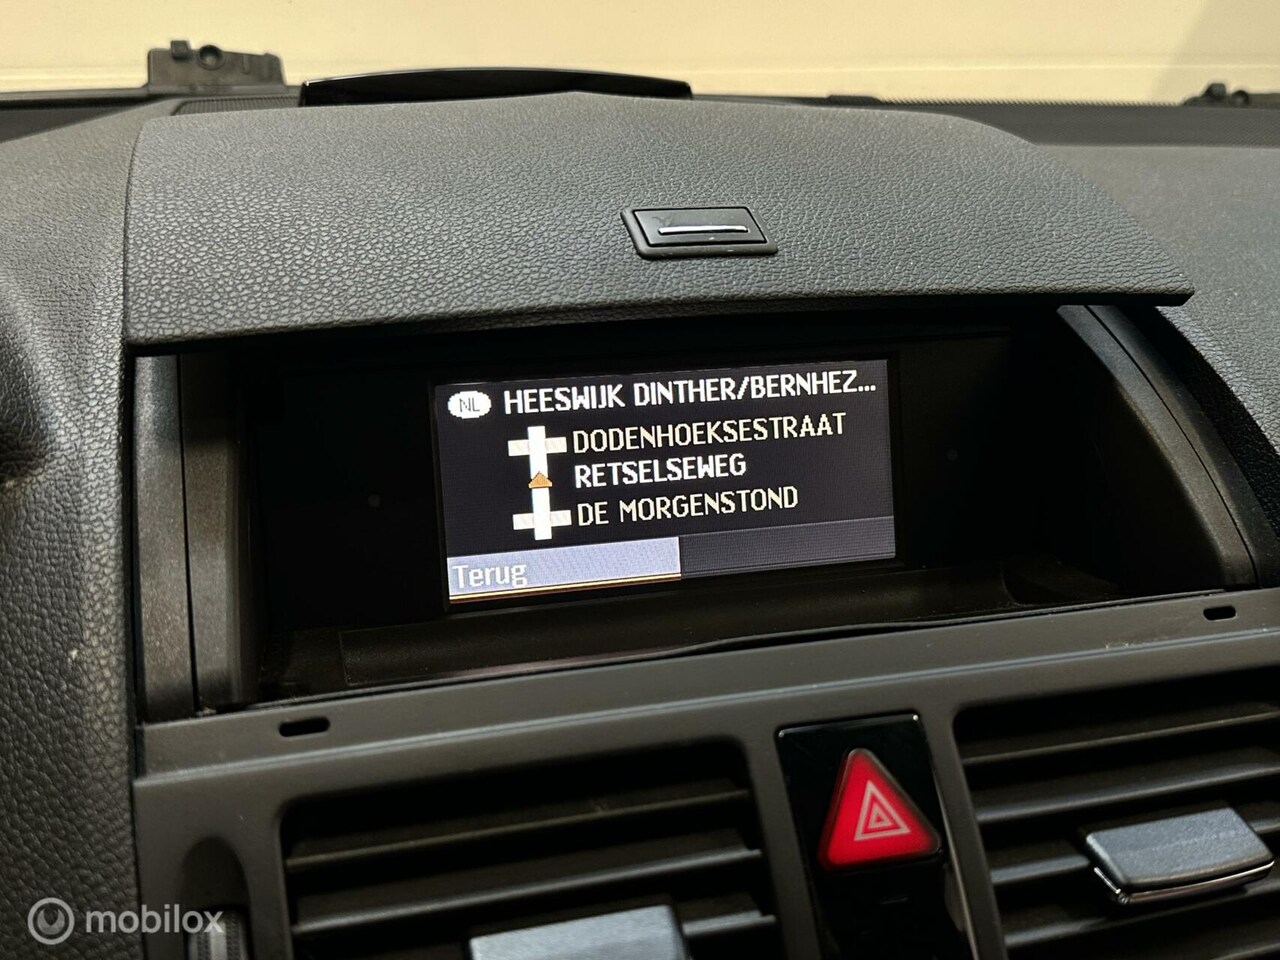 NL HEESWIJK DINTHER/BERNHEZ...
DODENHOEKSESTRAAT
RETSELSEWEG
DE MORGENSTOND
Terug
mobilox